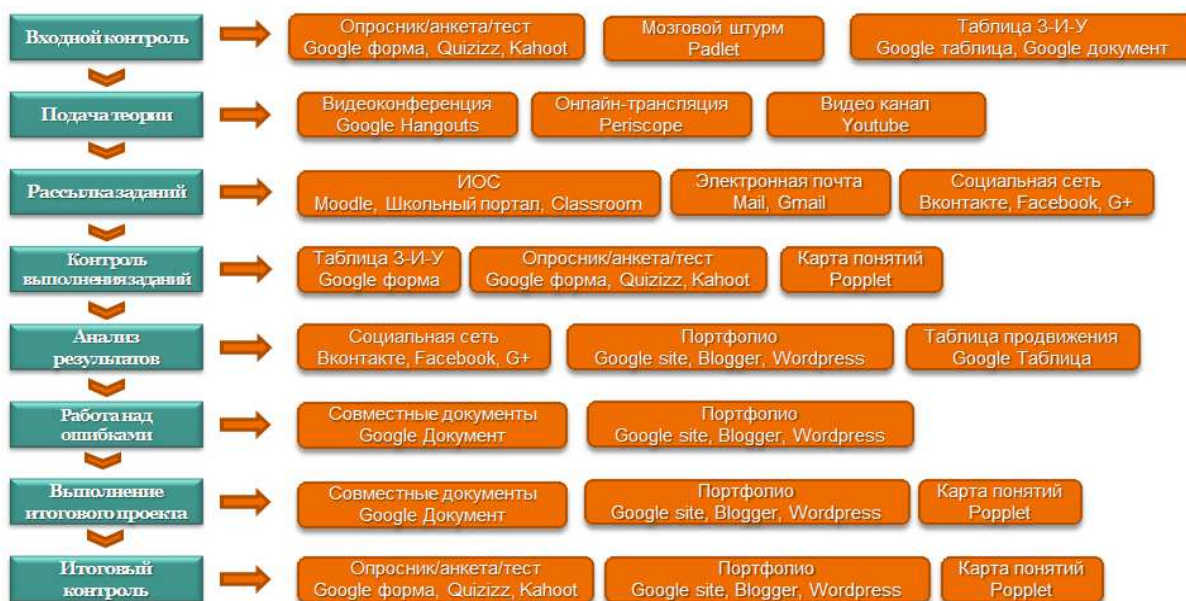 Входной контроль
Опросник/анкета/тест
Google форма, Quizizz, Kahoot
Мозговой штурм
Padlet
Таблица З-И-У
Google таблица, Google документ
Подача теории
Видеоконференция
Google Hangouts
Онлайн-трансляция
Periscope
Видео канал
Youtube
Рассылка заданий
ИОС
Moodle, Школьный портал, Classroom
Электронная почта
Mail, Gmail
Социальная сеть
Вконтакте, Facebook, G+
Контроль
выполнения заданий
Таблица З-И-У
Google форма
Опросник/анкета/тест
Google форма, Quizizz, Kahoot
Карта понятий
Popplet
Анализ
результатов
Социальная сеть
Вконтакте, Facebook, G+
Портфолио
Google site, Blogger, Wordpress
Таблица продвижения
Google Таблица
Работа над
ошибками
Совместные документы
Google Документ
Портфолио
Google site, Blogger, Wordpress
Выполнение
итогового проекта
Совместные документы
Google Документ
Портфолио
Google site, Blogger, Wordpress
Карта понятий
Popplet
Итоговый
контроль
Опросник/анкета/тест
Google форма, Quizizz, Kahoot
Портфолио
Google site, Blogger, Wordpress
Карта понятий
Popplet